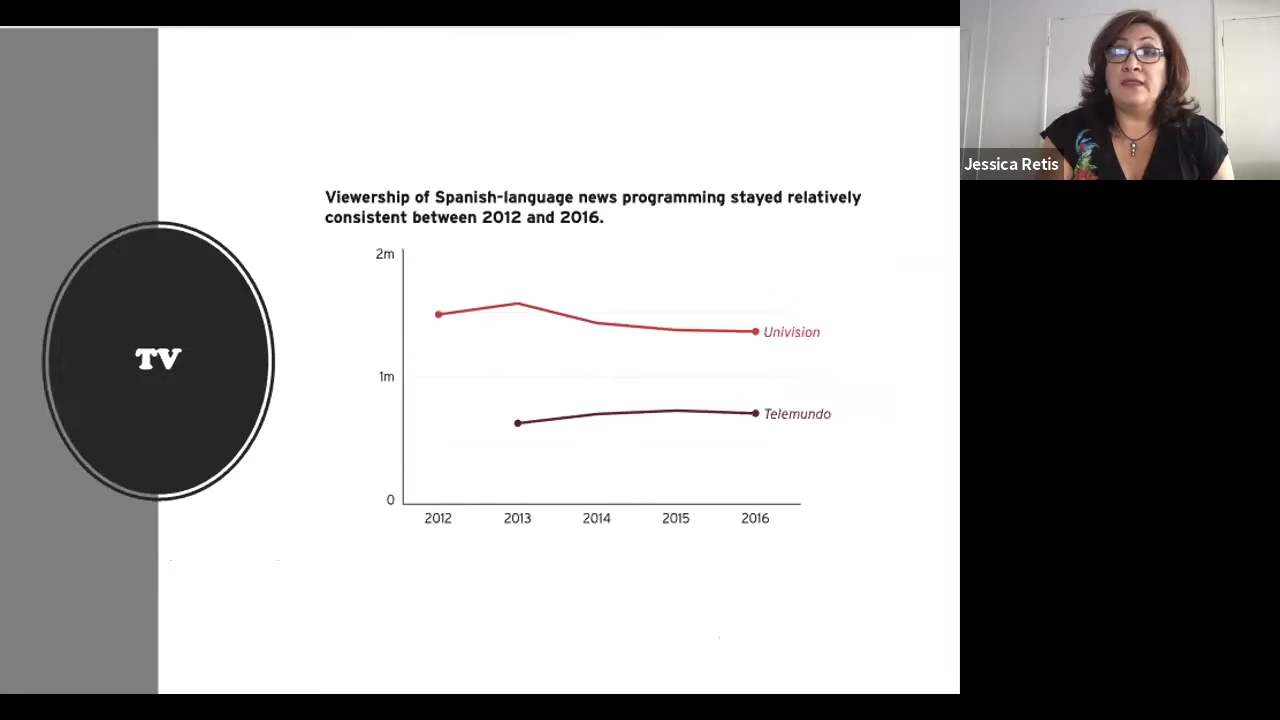 Viewership of Spanish-language news programming stayed relatively
consistent between 2012 and 2016.
2m
Univision
1m
Telemundo
0
2012 2013 2014 2015 2016
TV
Jessica Retis